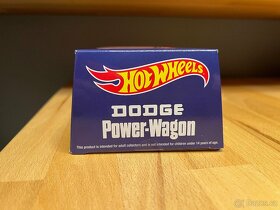 HOT WHEELS
DODGE
Power-Wagon
This product is intended for adult collectors and is not intended for children under 14 years of age.